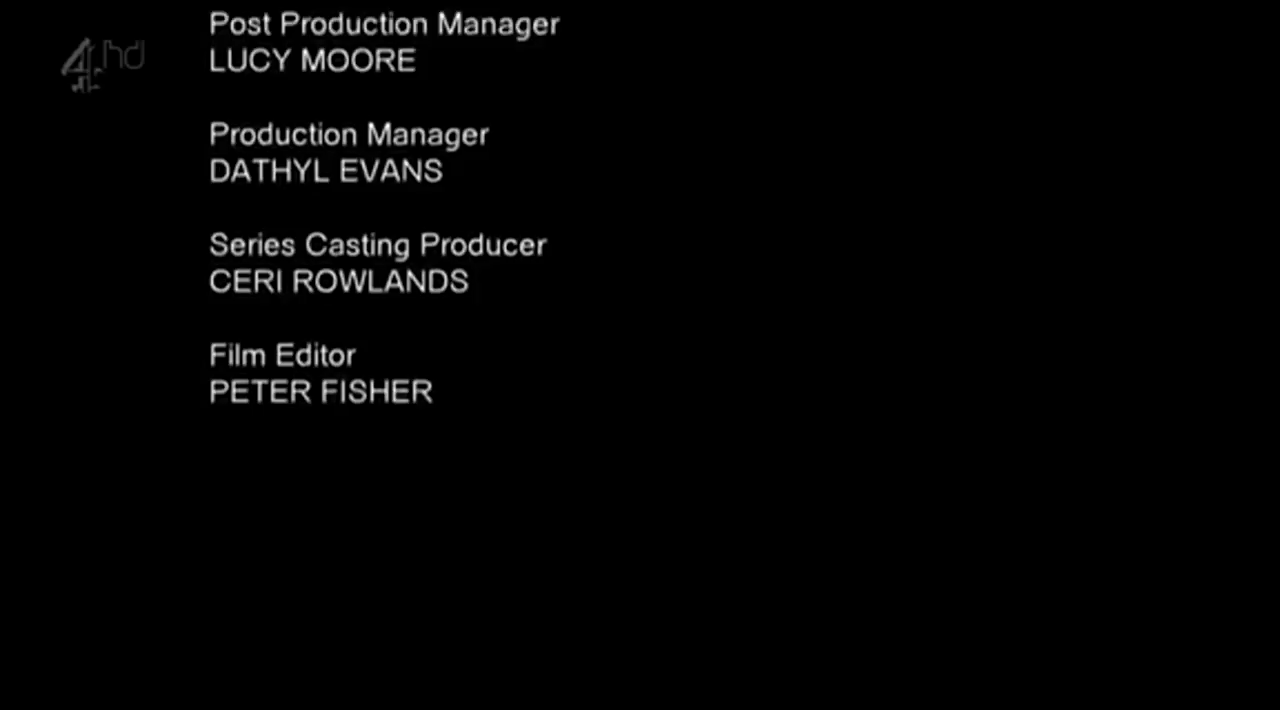 Post Production Manager
4hd
LUCY MOORE
Production Manager
DATHYL EVANS
Series Casting Producer
CERI ROWLANDS
Film Editor
PETER FISHER